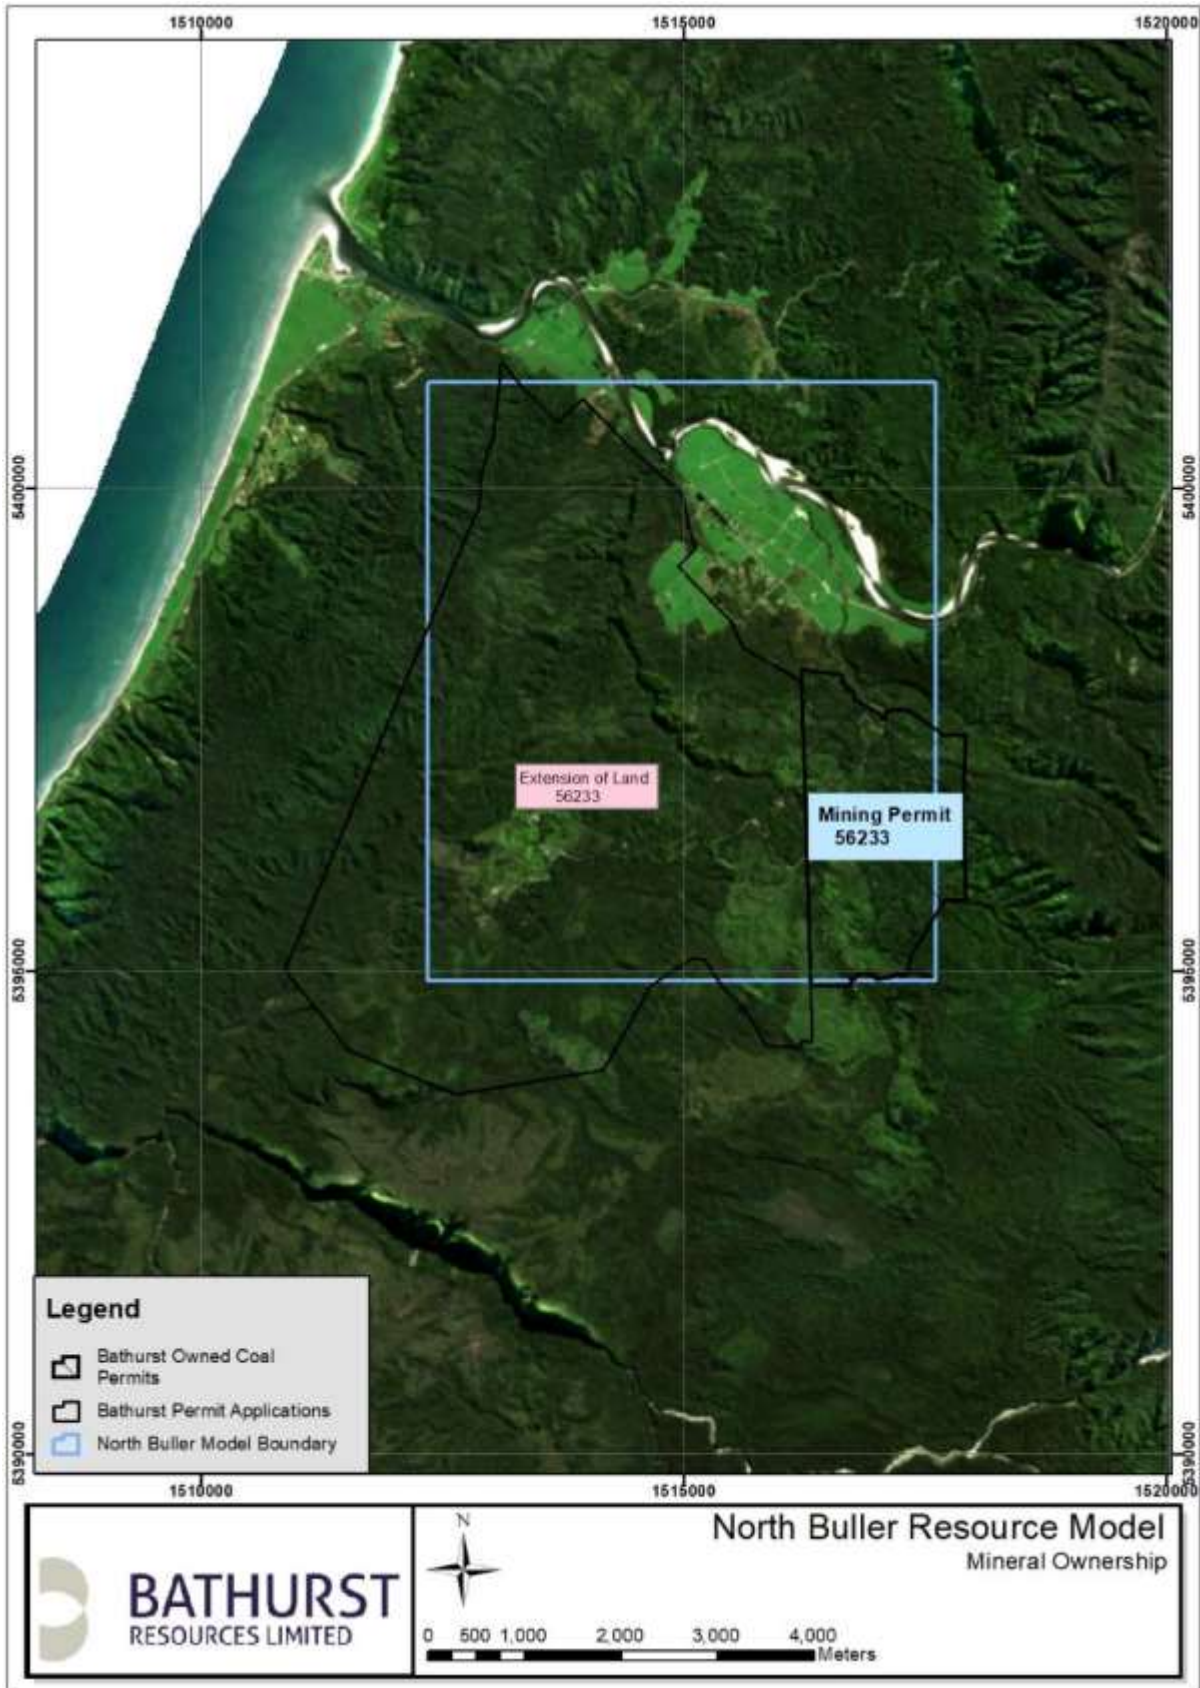 1510000
1515000
1520000
5400000
5400000
Extension of Land
56233
Mining Permit
56233
5395000
5395000
Legend
Bathurst Owned Coal
Permits
Bathurst Permit Applications
North Buller Model Boundary
5390000
5390000
1510000
1515000
1520000
BATHURST
RESOURCES LIMITED
N
North Buller Resource Model
Mineral Ownership
0 500 1,000 2,000 3,000 4,000
Meters